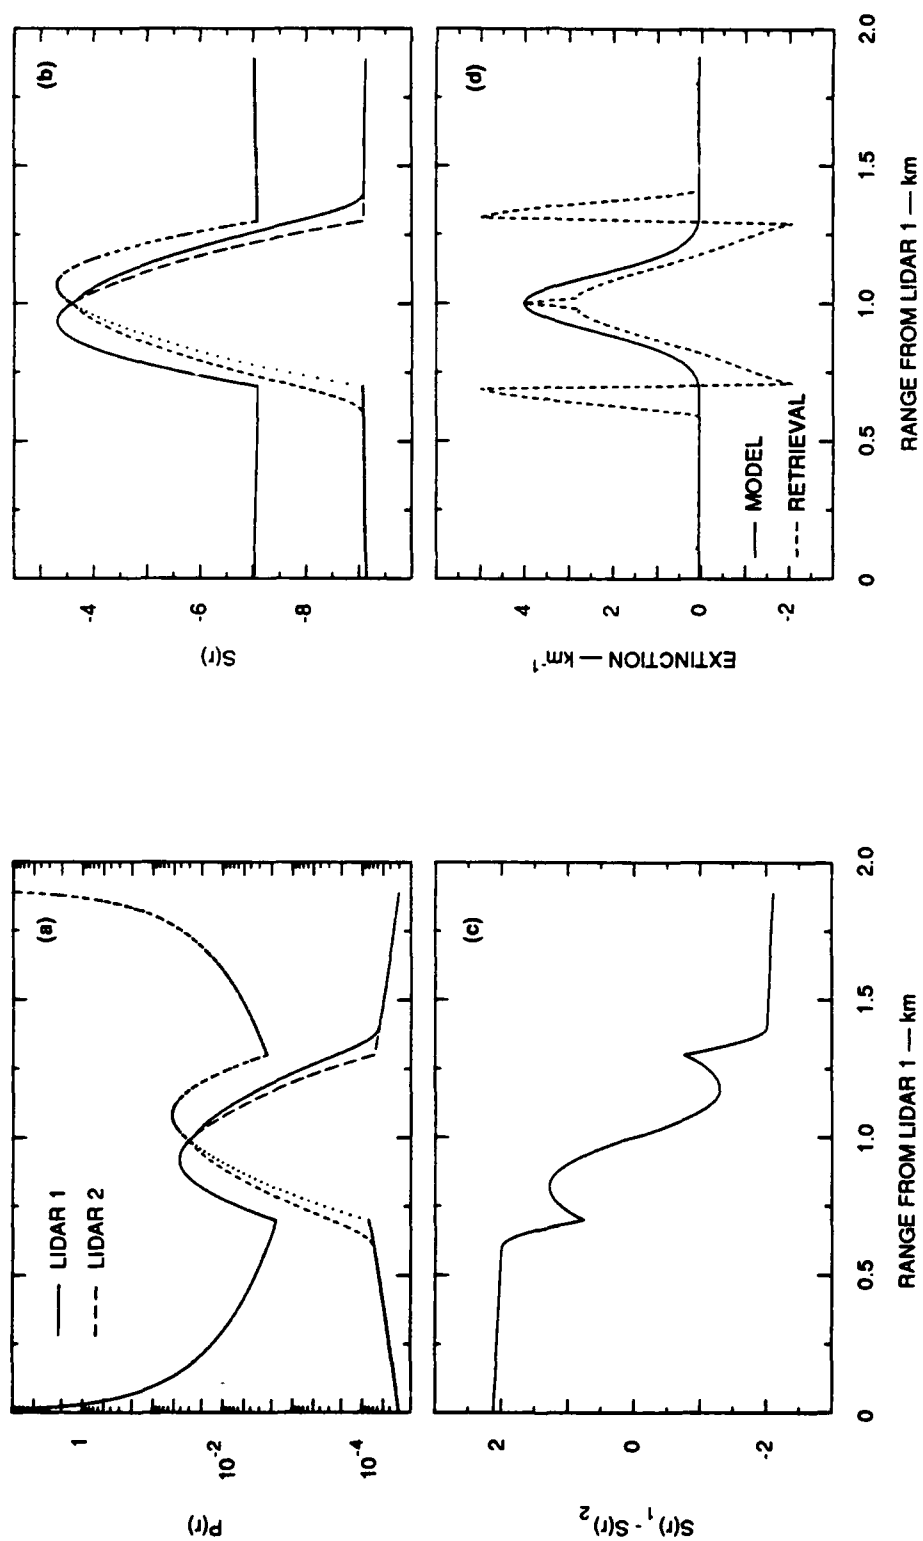 (a)
LIDAR 1
LIDAR 2
1
10-2
10-4
P(r)
(b)
-4
-6
-8
S(r)
(c)
2
0
-2
S(r)1 - S(r)2
0
0.5
1.0
1.5
2.0
RANGE FROM LIDAR 1 — km
(d)
MODEL
RETRIEVAL
4
2
0
-2
EXTINCTION — km-1
0
0.5
1.0
1.5
2.0
RANGE FROM LIDAR 1 — km